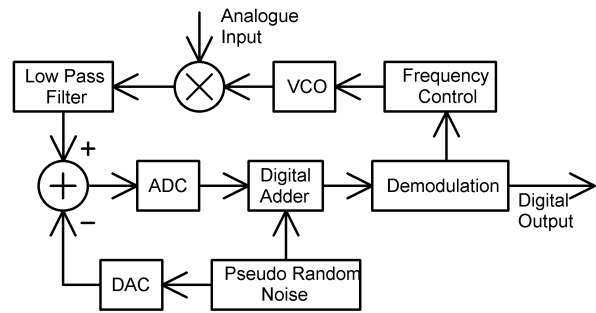 Analogue
Input
Low Pass
Filter
VCO
Frequency
Control
+
ADC
Digital
Adder
Demodulation
−
Digital
Output
DAC
Pseudo Random
Noise